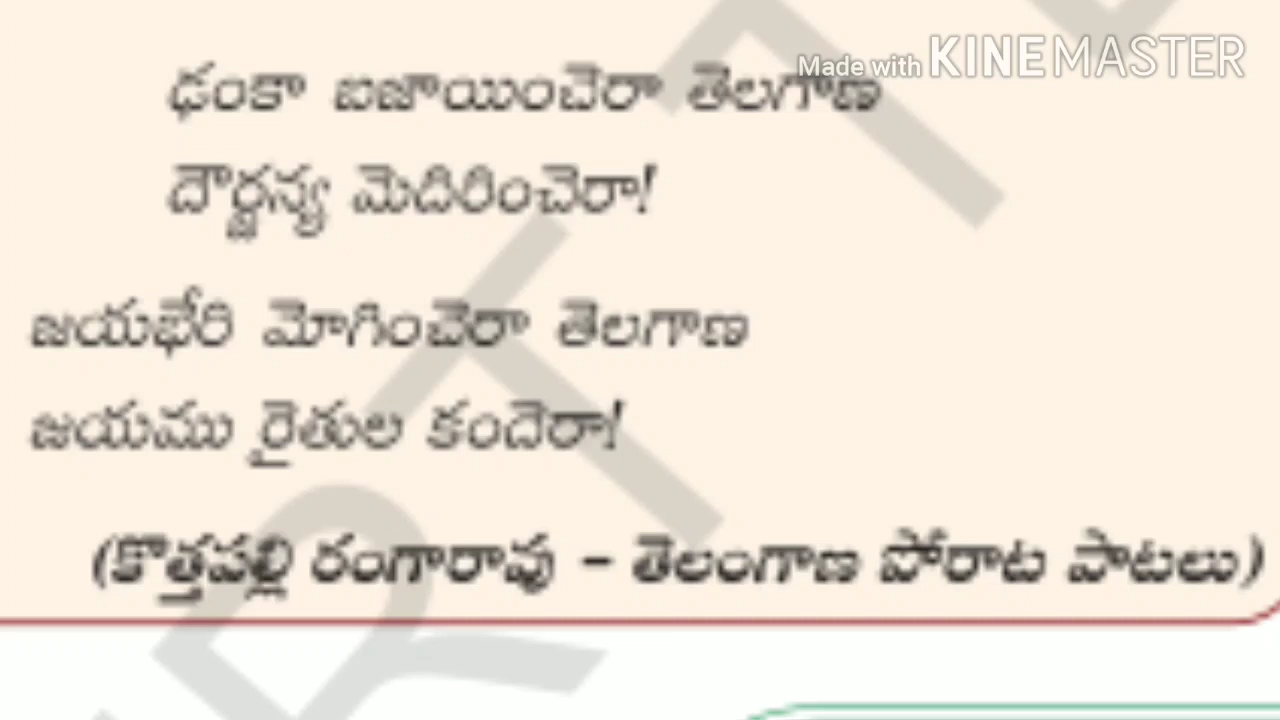 Made with KINEMASTER
ఢంకా బజాయించెరా తెలగాణ
దౌర్జన్య మెదిరించెరా!
జయభేరి మోగించెరా తెలగాణ
జయము రైతుల కందెరా!
(కొత్తపల్లి రంగారావు – తెలంగాణ పోరాట పాటలు)